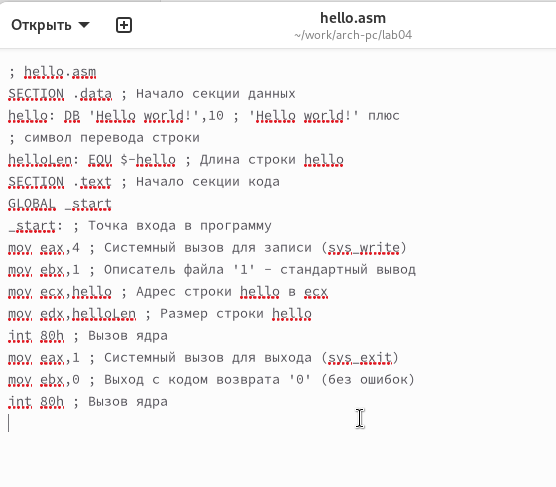 Открыть
hello.asm
~/work/arch-pc/lab04
; hello.asm
SECTION .data ; Начало секции данных
hello: DB 'Hello world!',10 ; 'Hello world!' плюс
; символ перевода строки
helloLen: EQU $-hello ; Длина строки hello
SECTION .text ; Начало секции кода
GLOBAL _start
_start: ; Точка входа в программу
mov eax,4 ; Системный вызов для записи (sys_write)
mov ebx,1 ; Описатель файла '1' - стандартный вывод
mov ecx,hello ; Адрес строки hello в ecx
mov edx,helloLen ; Размер строки hello
int 80h ; Вызов ядра
mov eax,1 ; Системный вызов для выхода (sys_exit)
mov ebx,0 ; Выход с кодом возврата '0' (без ошибок)
int 80h ; Вызов ядра